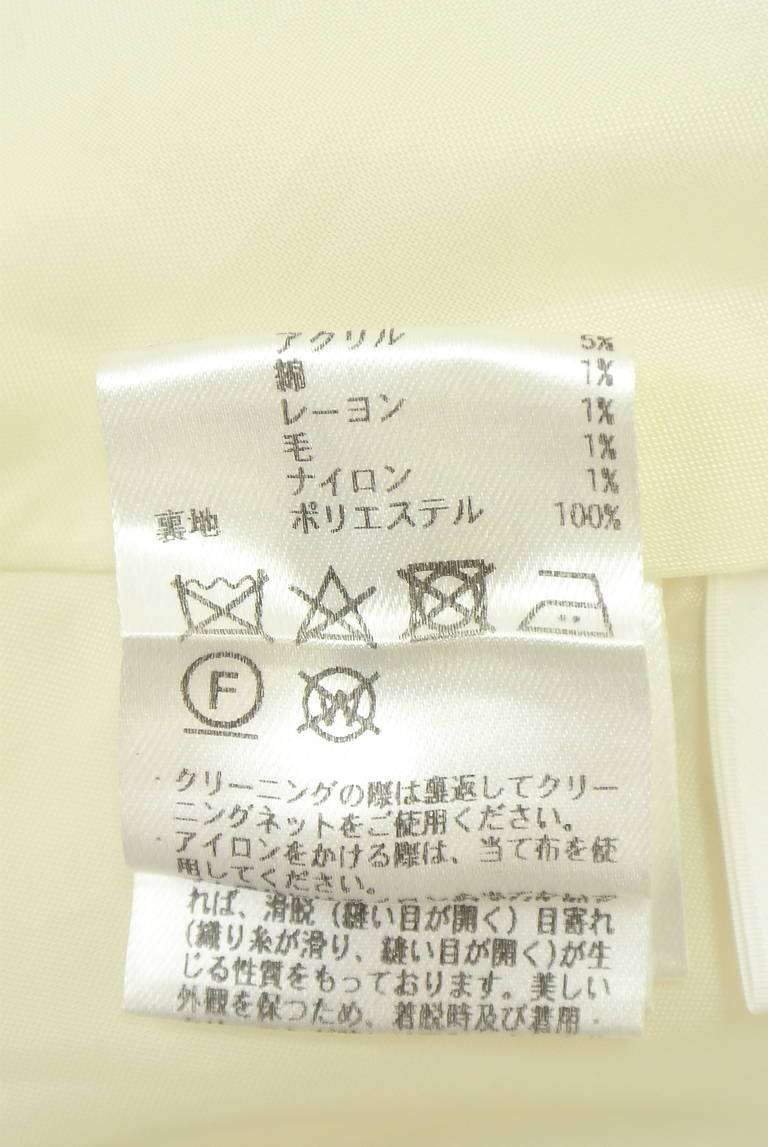 アクリル 5%
綿 1%
レーヨン 1%
毛 1%
ナイロン 1%
裏地 ポリエステル 100%
F
W
・クリーニングの際は裏返してクリー
ニングネットをご使用ください。
・アイロンをかける際は、当て布を使
用してください。
れば、滑脱(縫い目が開く)目寄れ
(織り糸が滑り、縫い目が開く)が生
じる性質をもっております。美しい
外観を保つため、着脱時及び着用・